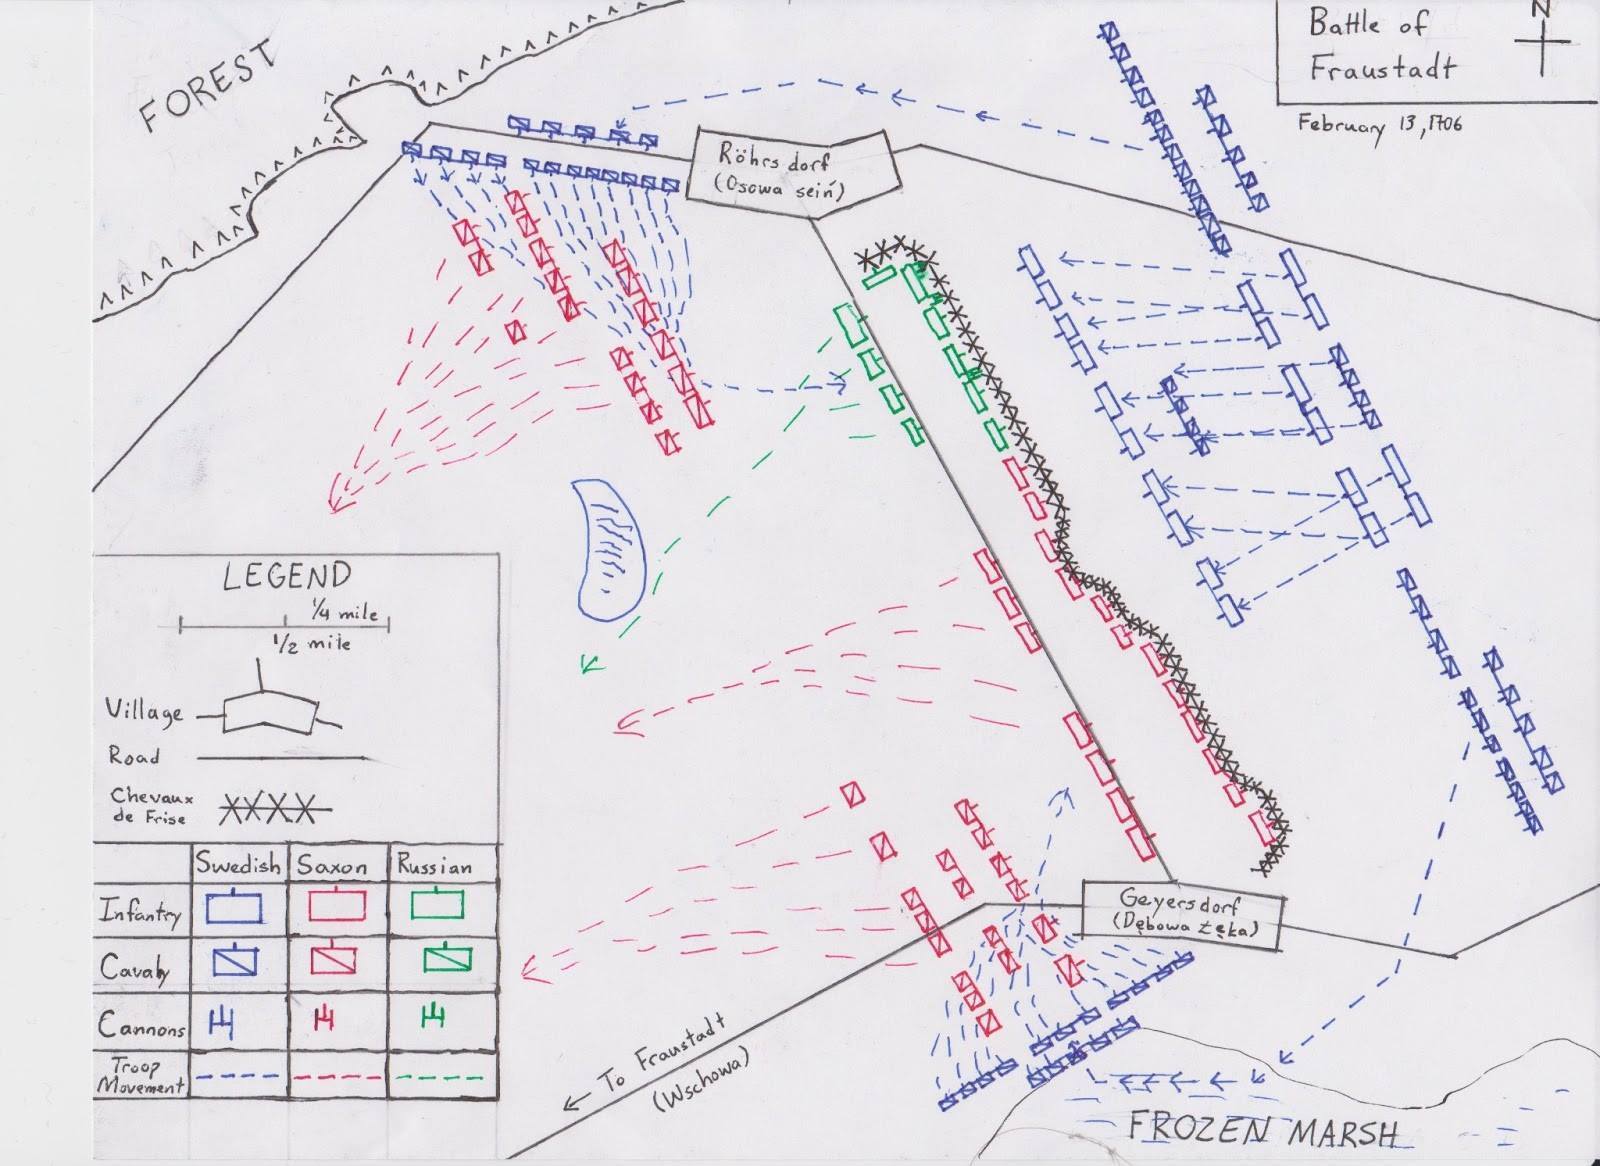 Battle of
Fraustadt
N
February 13, 1706
FOREST
Röhrsdorf
(Osowa sein)
LEGEND
1/4 mile
1/2 mile
Village
Road
Chevaux
de Frise
Swedish Saxon Russian
Infantry
Cavalry
Cannons
Troop
Movement
Geyersdorf
(Dębowa Łęka)
← To Fraustadt
(Wschowa)
FROZEN MARSH